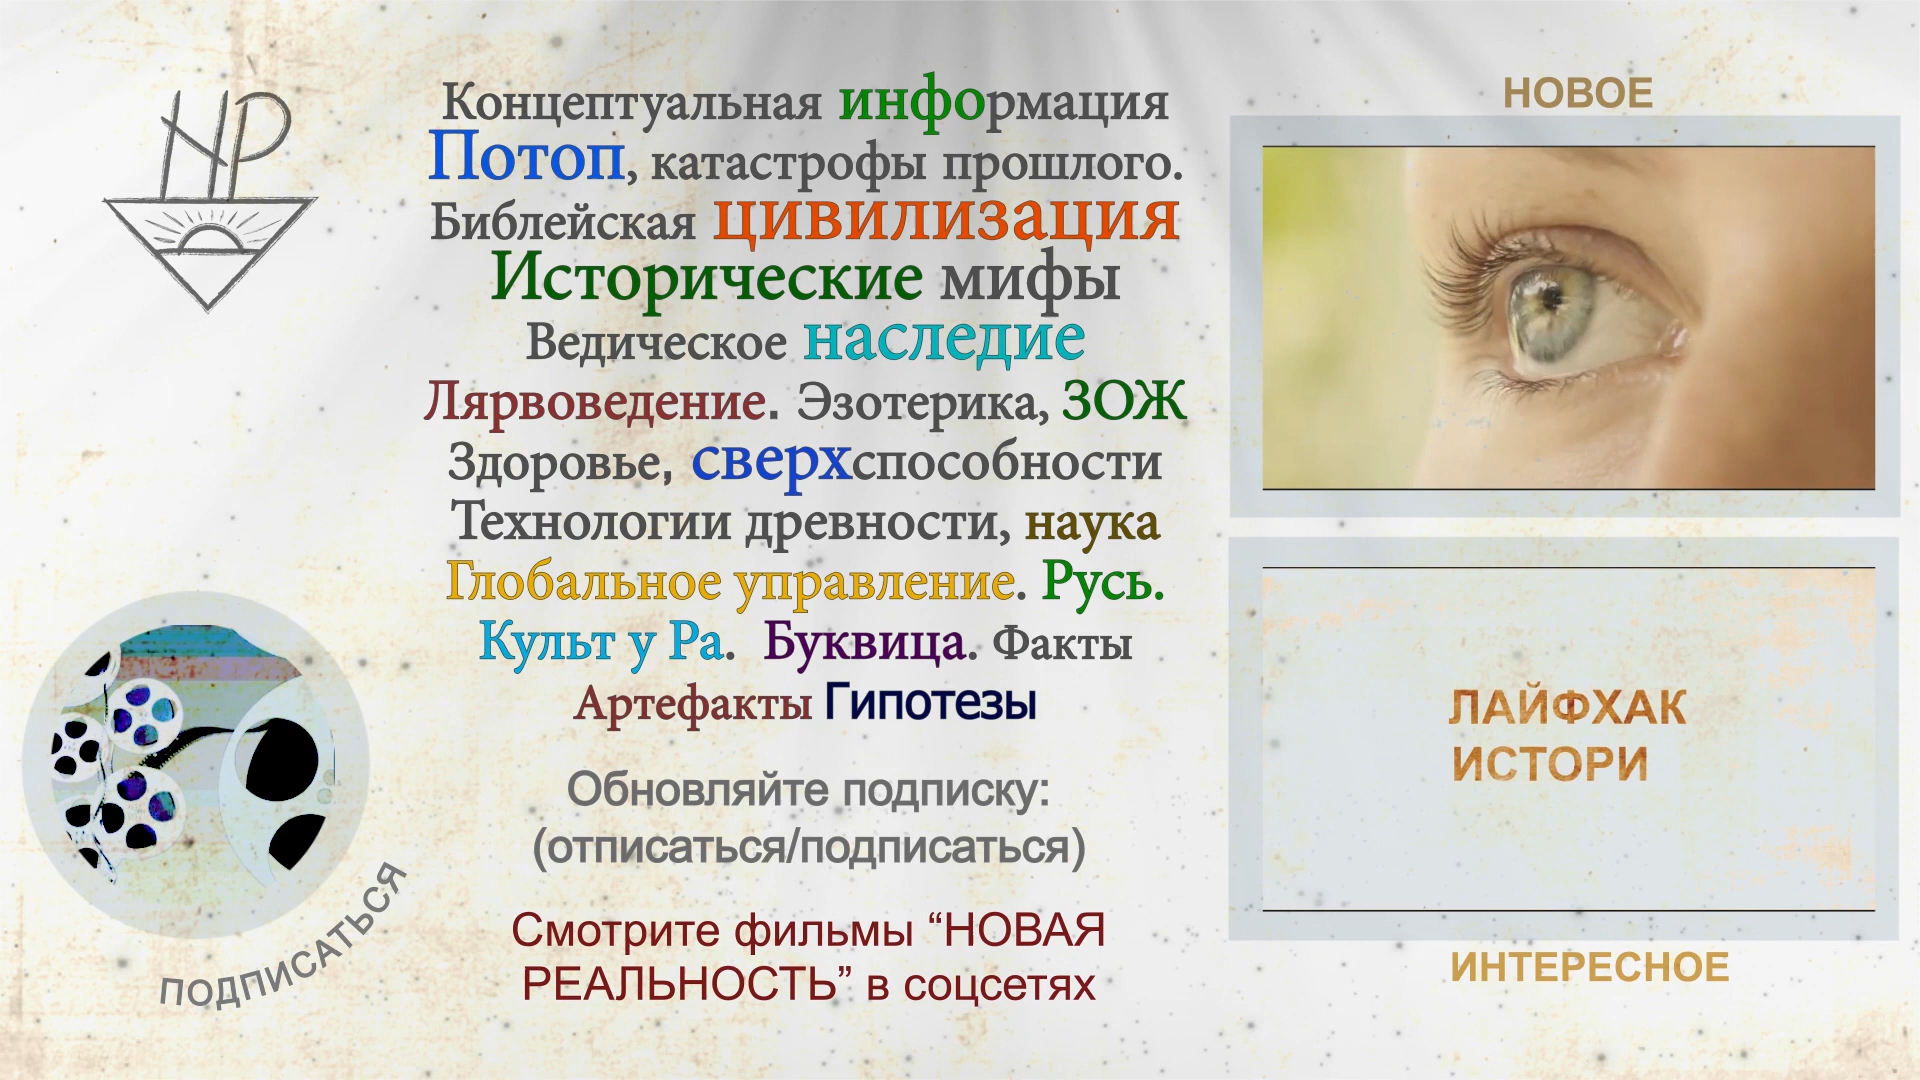 НР
Концептуальная информация
Потоп, катастрофы прошлого.
Библейская цивилизация
Исторические мифы
Ведическое наследие
Лярвоведение. Эзотерика, ЗОЖ
Здоровье, сверхспособности
Технологии древности, наука
Глобальное управление. Русь.
Культ у Ра. Буквица. Факты
Артефакты Гипотезы
Обновляйте подписку:
(отписаться/подписаться)
Смотрите фильмы “НОВАЯ
РЕАЛЬНОСТЬ” в соцсетях
ПОДПИСАТЬСЯ
НОВОЕ
ЛАЙФХАК
ИСТОРИ
ИНТЕРЕСНОЕ